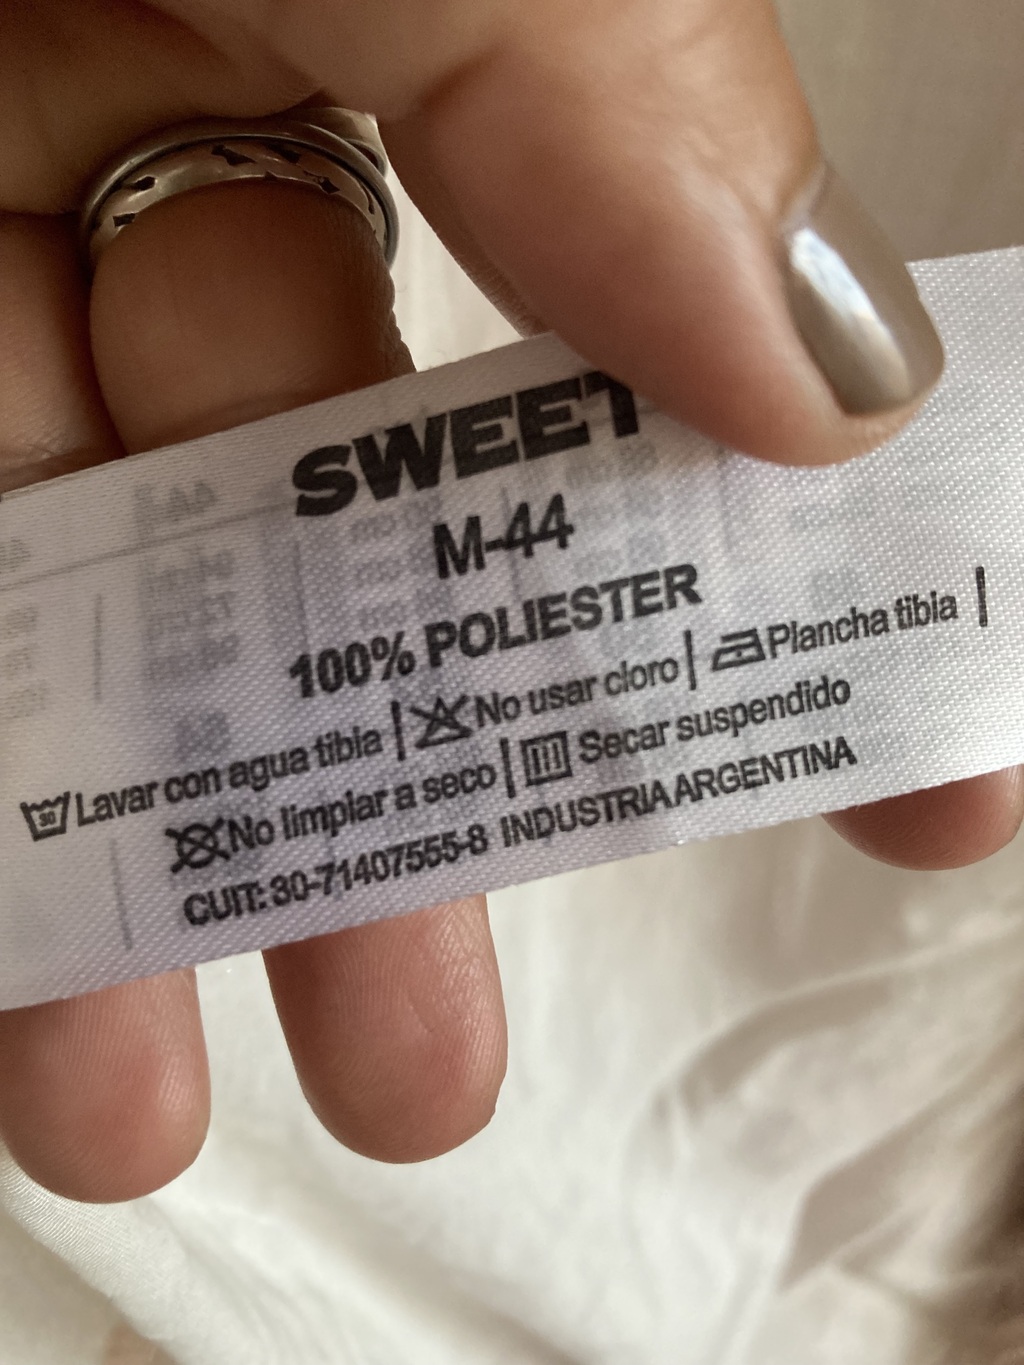 SWEET
M-44
100% POLIESTER
30 Lavar con agua tibia | No usar cloro | Plancha tibia |
No limpiar a seco | Secar suspendido
CUIT: 30-71407555-8 INDUSTRIA ARGENTINA